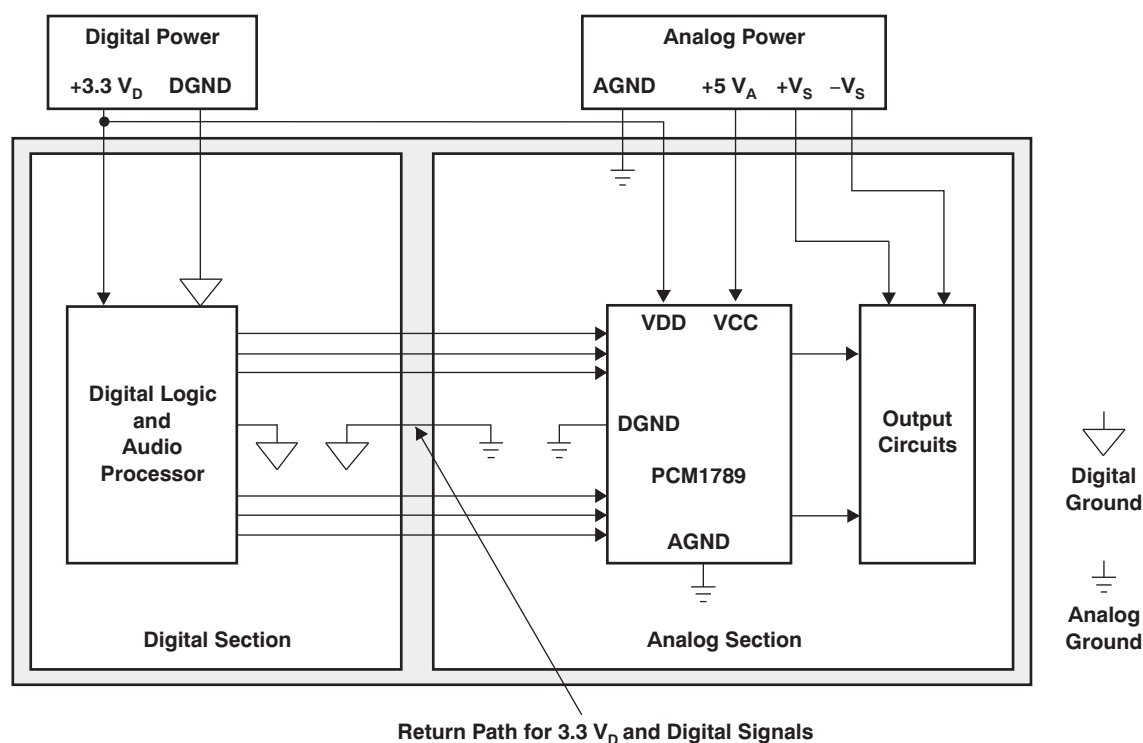 Digital Power
+3.3 V_D DGND
Analog Power
AGND +5 V_A +V_S −V_S
VDD VCC
Digital Logic
and
Audio
Processor
DGND
PCM1789
AGND
Output
Circuits
Digital
Ground
Analog
Ground
Digital Section
Analog Section
Return Path for 3.3 V_D and Digital Signals